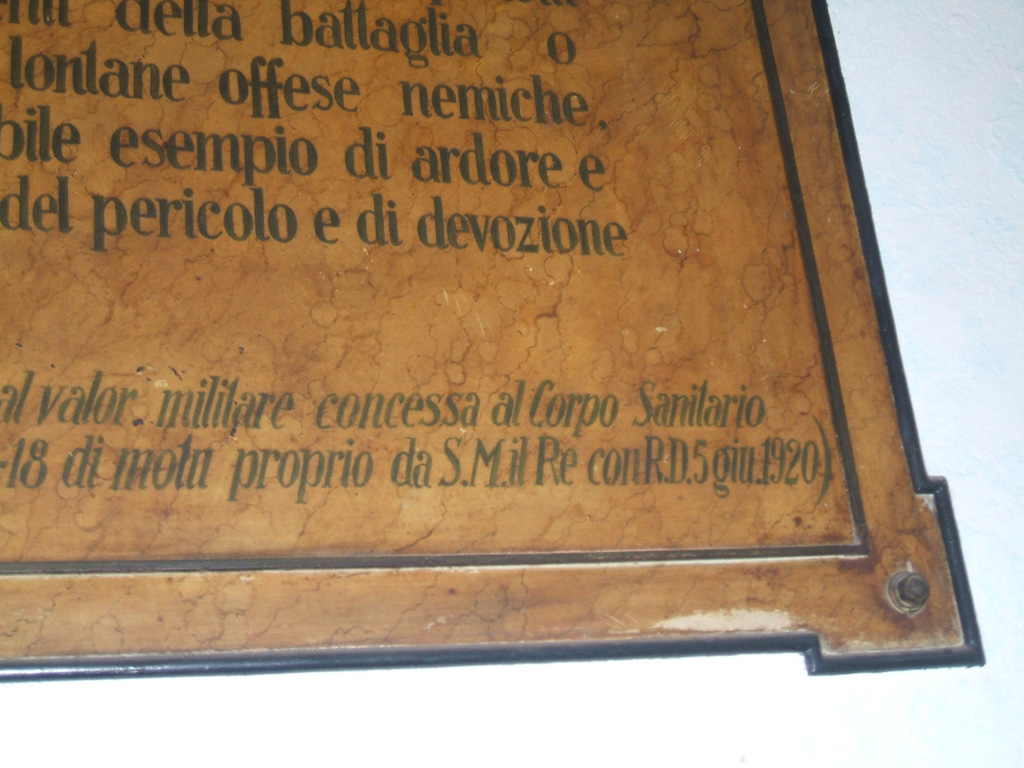 della battaglia o
lontane offese nemiche,
bile esempio di ardore e
del pericolo e di devozione
al valor militare concessa al Corpo Sanitario
-18 di motu proprio da S.M. il Re con R.D. 5 giu. 1920)